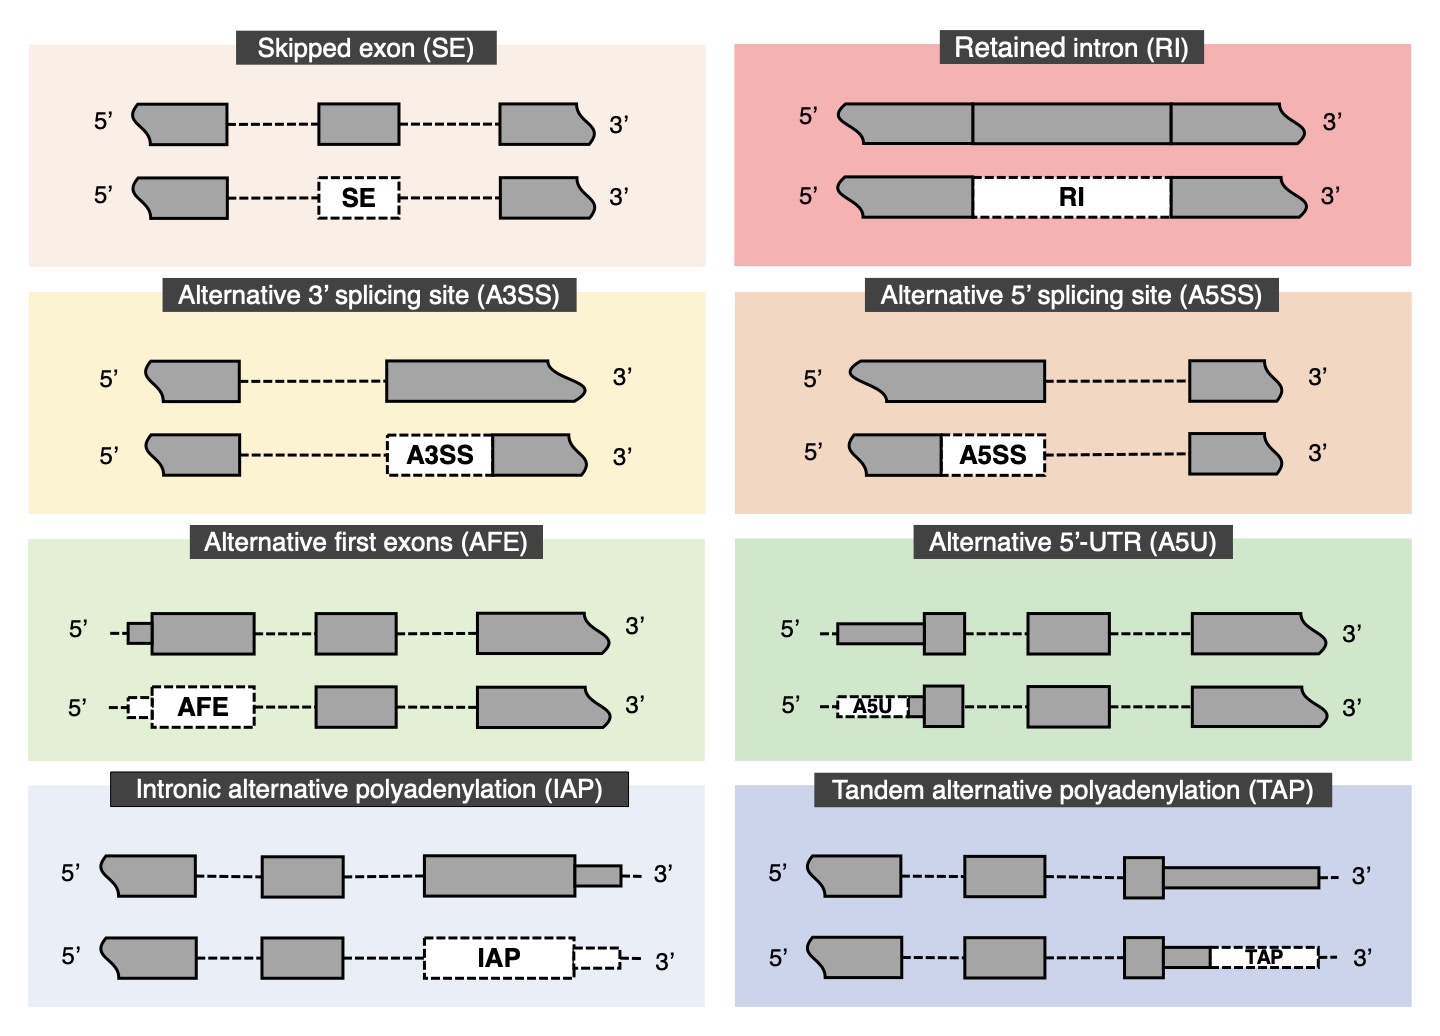 Skipped exon (SE)
5’ 3’
5’ SE 3’
Retained intron (RI)
5’ 3’
5’ RI 3’
Alternative 3’ splicing site (A3SS)
5’ 3’
5’ A3SS 3’
Alternative 5’ splicing site (A5SS)
5’ 3’
5’ A5SS 3’
Alternative first exons (AFE)
5’ 3’
5’ AFE 3’
Alternative 5’-UTR (A5U)
5’ 3’
5’ A5U 3’
Intronic alternative polyadenylation (IAP)
5’ 3’
5’ IAP 3’
Tandem alternative polyadenylation (TAP)
5’ 3’
5’ TAP 3’